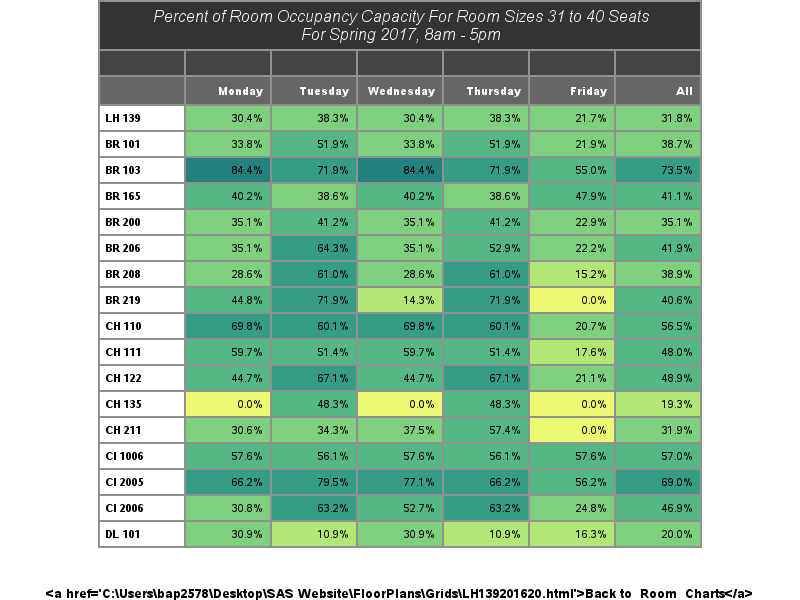 Percent of Room Occupancy Capacity For Room Sizes 31 to 40 Seats
For Spring 2017, 8am - 5pm
Monday Tuesday Wednesday Thursday Friday All
LH 139 30.4% 38.3% 30.4% 38.3% 21.7% 31.8%
BR 101 33.8% 51.9% 33.8% 51.9% 21.9% 38.7%
BR 103 84.4% 71.9% 84.4% 71.9% 55.0% 73.5%
BR 165 40.2% 38.6% 40.2% 38.6% 47.9% 41.1%
BR 200 35.1% 41.2% 35.1% 41.2% 22.9% 35.1%
BR 206 35.1% 64.3% 35.1% 52.9% 22.2% 41.9%
BR 208 28.6% 61.0% 28.6% 61.0% 15.2% 38.9%
BR 219 44.8% 71.9% 14.3% 71.9% 0.0% 40.6%
CH 110 69.8% 60.1% 69.8% 60.1% 20.7% 56.5%
CH 111 59.7% 51.4% 59.7% 51.4% 17.6% 48.0%
CH 122 44.7% 67.1% 44.7% 67.1% 21.1% 48.9%
CH 135 0.0% 48.3% 0.0% 48.3% 0.0% 19.3%
CH 211 30.6% 34.3% 37.5% 57.4% 0.0% 31.9%
CI 1006 57.6% 56.1% 57.6% 56.1% 57.6% 57.0%
CI 2005 66.2% 79.5% 77.1% 66.2% 56.2% 69.0%
CI 2006 30.8% 63.2% 52.7% 63.2% 24.8% 46.9%
DL 101 30.9% 10.9% 30.9% 10.9% 16.3% 20.0%
<a href='C:\Users\bap2578\Desktop\SAS Website\FloorPlans\Grids\LH139201620.html'>Back to Room Charts</a>